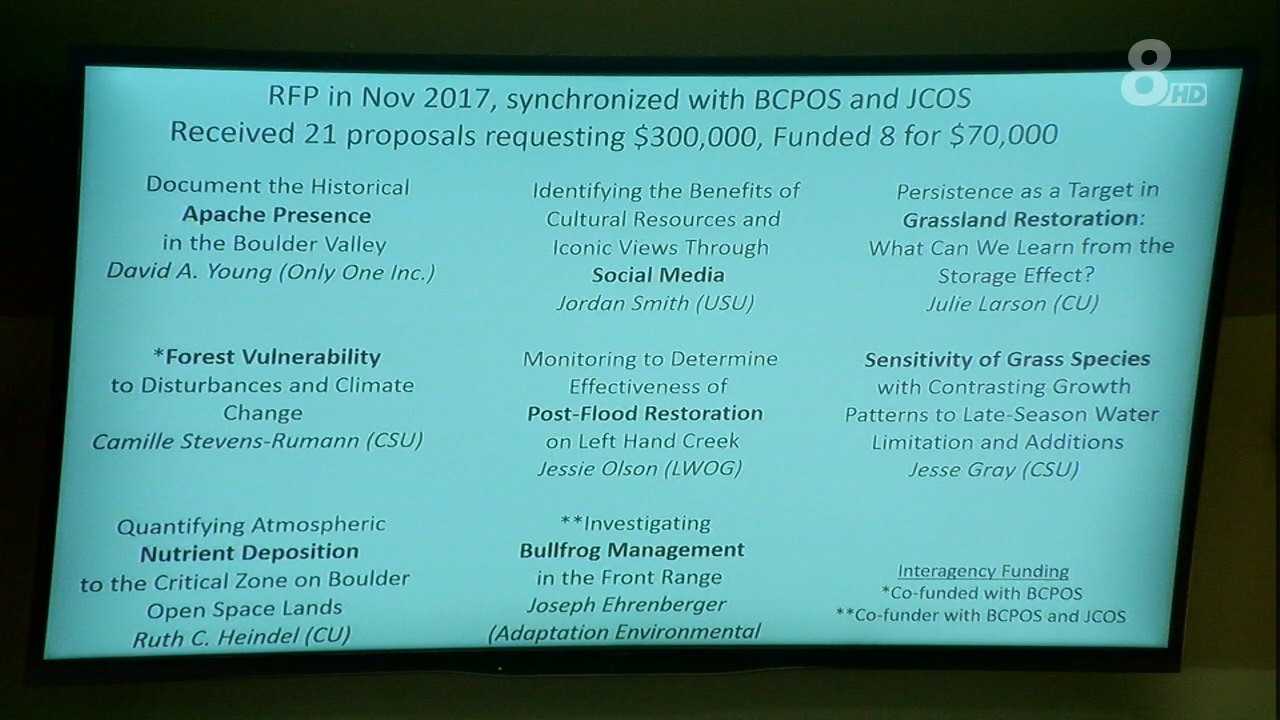 8HD
RFP in Nov 2017, synchronized with BCPOS and JCOS
Received 21 proposals requesting $300,000, Funded 8 for $70,000
Document the Historical
Apache Presence
in the Boulder Valley
David A. Young (Only One Inc.)
Identifying the Benefits of
Cultural Resources and
Iconic Views Through
Social Media
Jordan Smith (USU)
Persistence as a Target in
Grassland Restoration:
What Can We Learn from the
Storage Effect?
Julie Larson (CU)
*Forest Vulnerability
to Disturbances and Climate
Change
Camille Stevens-Rumann (CSU)
Monitoring to Determine
Effectiveness of
Post-Flood Restoration
on Left Hand Creek
Jessie Olson (LWOG)
Sensitivity of Grass Species
with Contrasting Growth
Patterns to Late-Season Water
Limitation and Additions
Jesse Gray (CSU)
Quantifying Atmospheric
Nutrient Deposition
to the Critical Zone on Boulder
Open Space Lands
Ruth C. Heindel (CU)
**Investigating
Bullfrog Management
in the Front Range
Joseph Ehrenberger
(Adaptation Environmental
Interagency Funding
*Co-funded with BCPOS
**Co-funder with BCPOS and JCOS